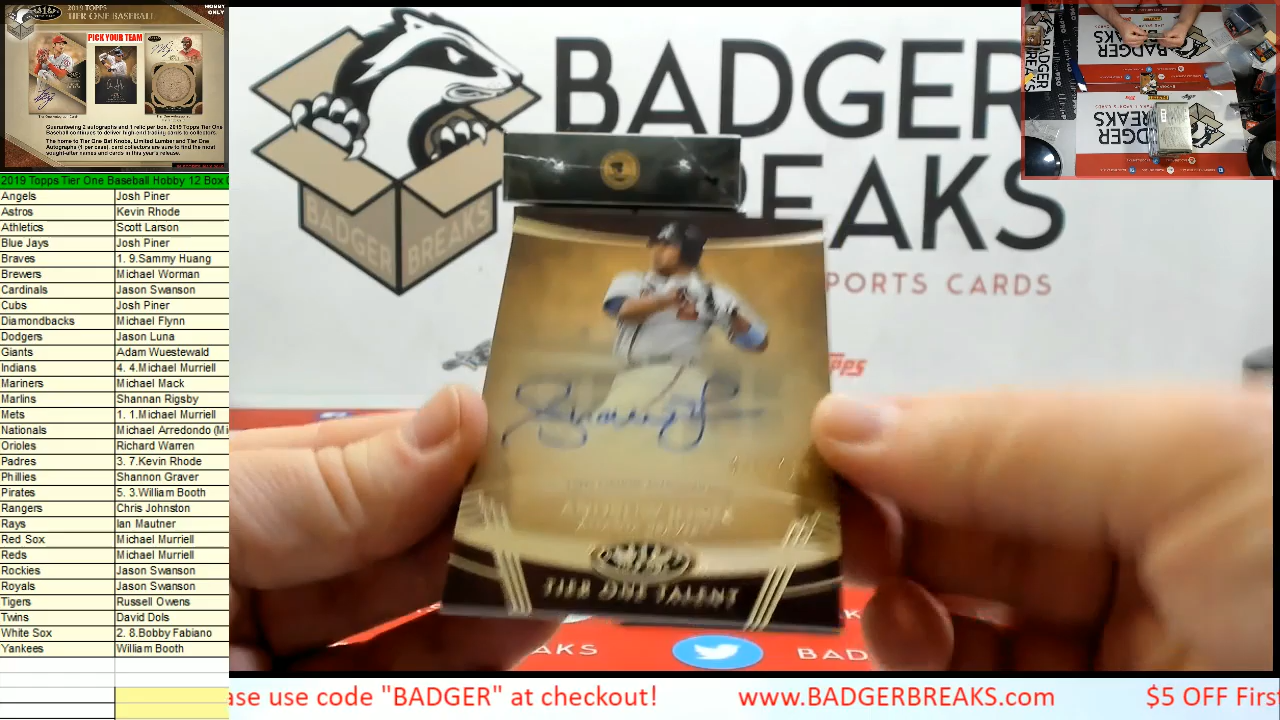 2019 TOPPS
TIER ONE BASEBALL
HOBBY ONLY
PICK YOUR TEAM
2019 Topps Tier One Baseball Hobby 12 Box C
Angels Josh Piner
Astros Kevin Rhode
Athletics Scott Larson
Blue Jays Josh Piner
Braves 1. 9.Sammy Huang
Brewers Michael Worman
Cardinals Jason Swanson
Cubs Josh Piner
Diamondbacks Michael Flynn
Dodgers Jason Luna
Giants Adam Wuestewald
Indians 4. 4.Michael Murriell
Mariners Michael Mack
Marlins Shannan Rigsby
Mets 1. 1.Michael Murriell
Nationals Michael Arredondo (Mi
Orioles Richard Warren
Padres 3. 7.Kevin Rhode
Phillies Shannon Graver
Pirates 5. 3.William Booth
Rangers Chris Johnston
Rays Ian Mautner
Red Sox Michael Murriell
Reds Michael Murriell
Rockies Jason Swanson
Royals Jason Swanson
Tigers Russell Owens
Twins David Dols
White Sox 2. 8.Bobby Fabiano
Yankees William Booth
BADGER
BREAKS
PORTS CARDS
BADGER BREAKS
topps
TIER ONE TALENT
AKS
BAD
ase use code "BADGER" at checkout! www.BADGERBREAKS.com $5 OFF First